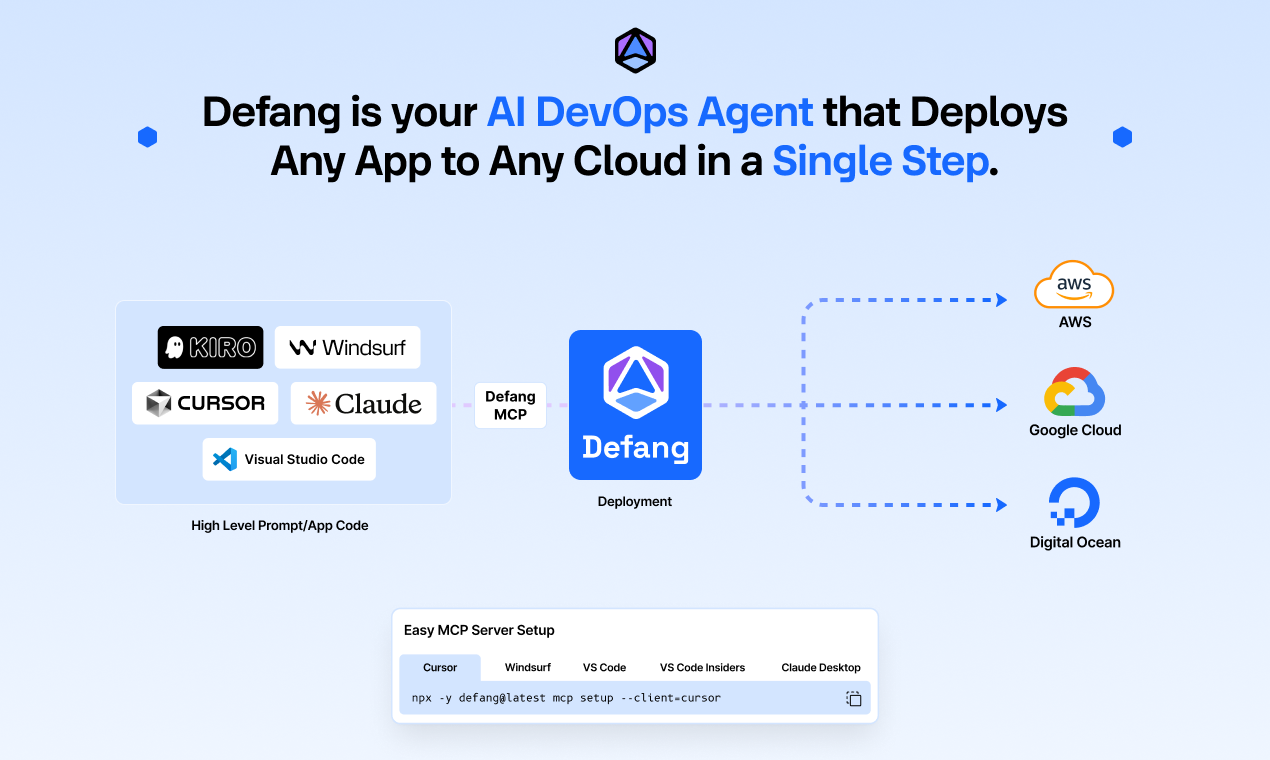 Defang is your AI DevOps Agent that Deploys
Any App to Any Cloud in a Single Step.
KIRO
Windsurf
CURSOR
Claude
Visual Studio Code
High Level Prompt/App Code
Defang
MCP
Defang
Deployment
aws
AWS
Google Cloud
Digital Ocean
Easy MCP Server Setup
Cursor
Windsurf
VS Code
VS Code Insiders
Claude Desktop
npx -y defang@latest mcp setup --client=cursor